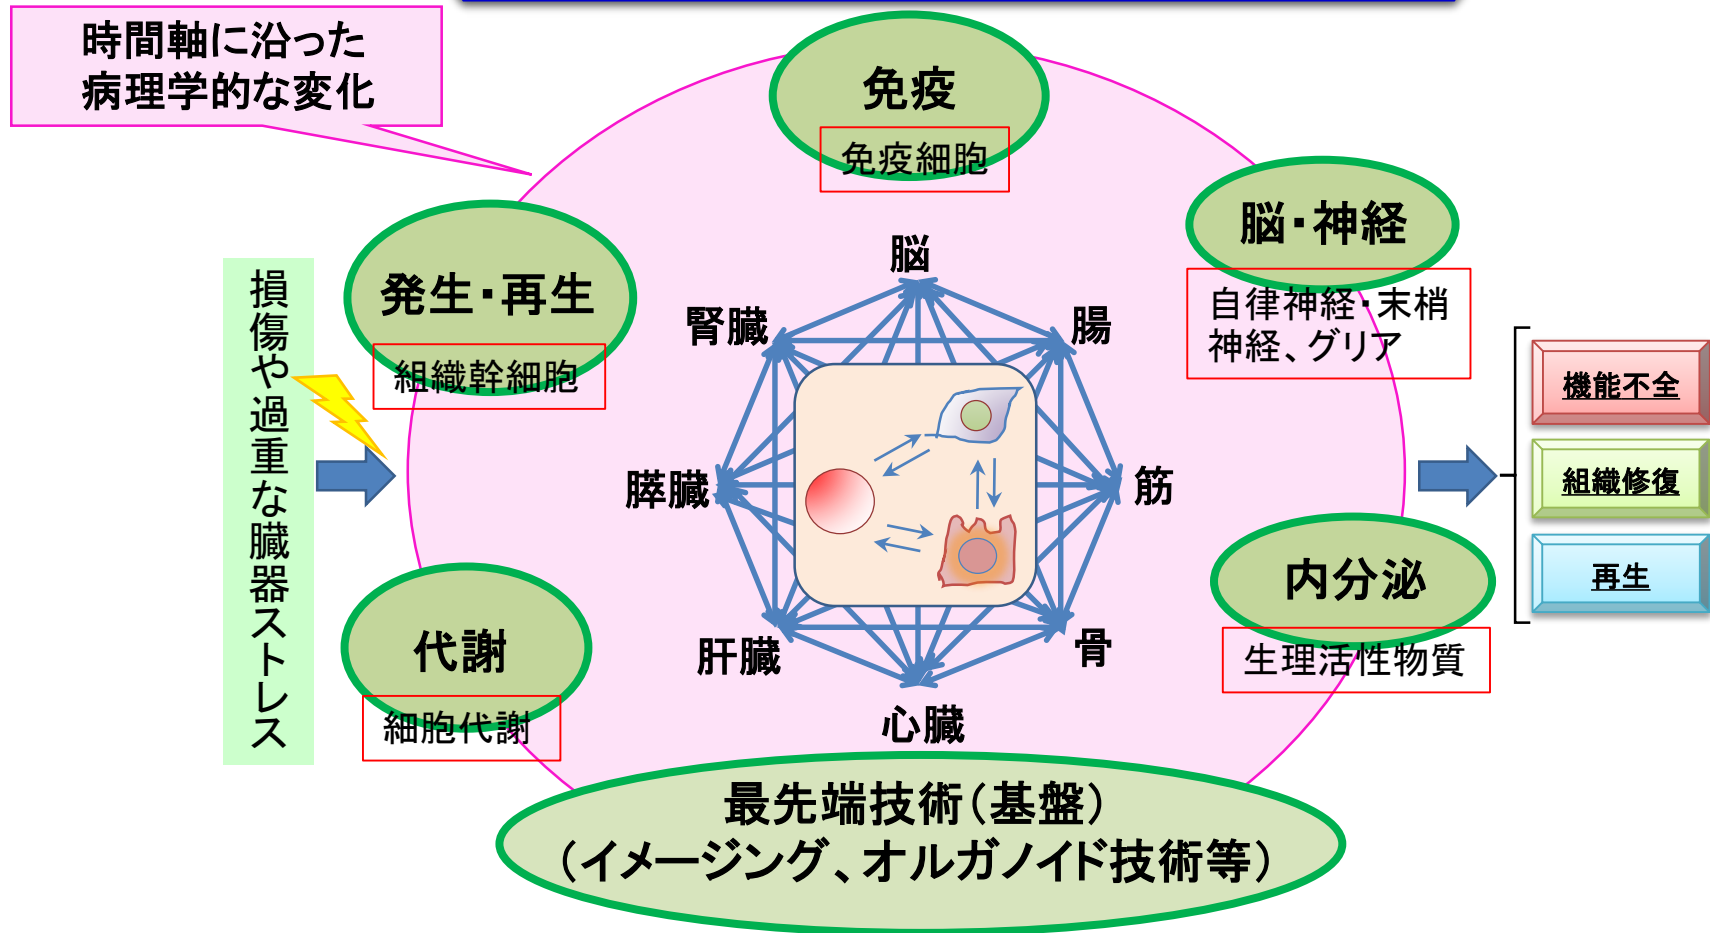 時間軸に沿った
病理学的な変化
免疫
免疫細胞
脳・神経
自律神経・末梢
神経、グリア
発生・再生
組織幹細胞
損傷や過重な臓器ストレス
脳
腎臓
腸
膵臓
筋
肝臓
骨
心臓
機能不全
組織修復
再生
内分泌
生理活性物質
代謝
細胞代謝
最先端技術（基盤）
（イメージング、オルガノイド技術等）